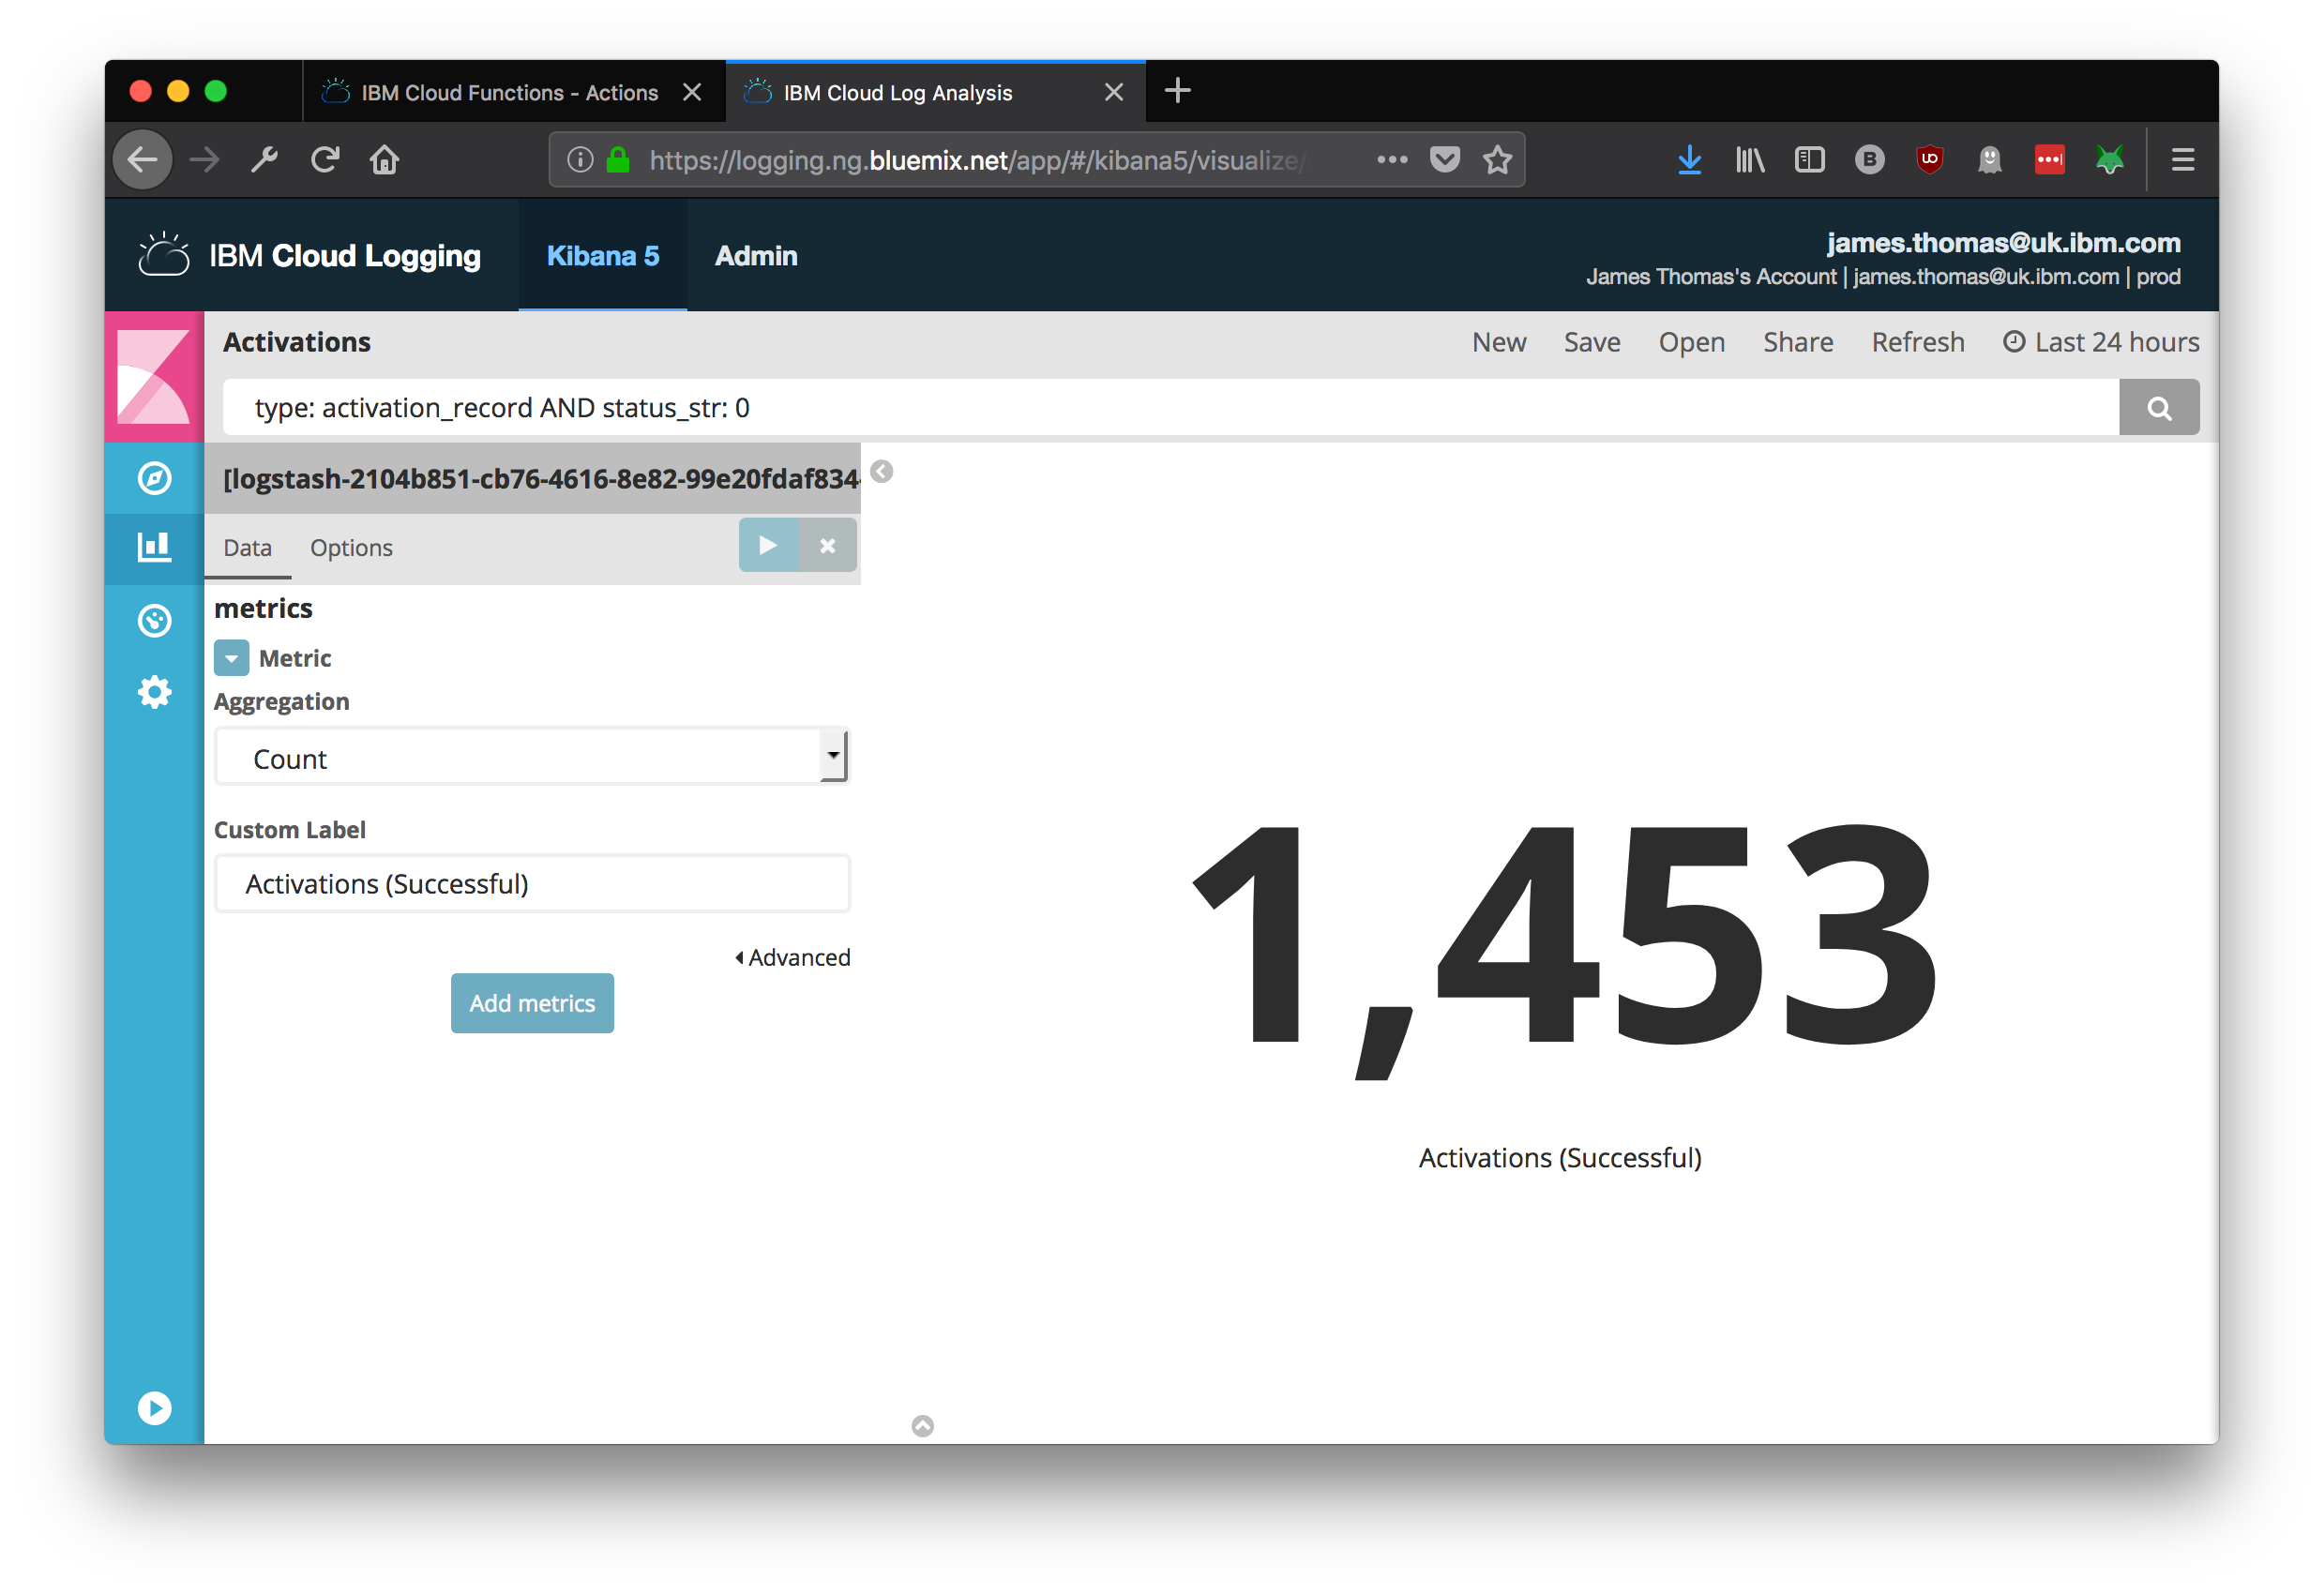 IBM Cloud Functions - Actions
IBM Cloud Log Analysis
https://logging.ng.bluemix.net/app/#/kibana5/visualize/
B
UO
IBM Cloud Logging
Kibana 5
Admin
james.thomas@uk.ibm.com
James Thomas's Account | james.thomas@uk.ibm.com | prod
Activations
New
Save
Open
Share
Refresh
Last 24 hours
type: activation_record AND status_str: 0
[logstash-2104b851-cb76-4616-8e82-99e20fdaf834-
Data
Options
metrics
Metric
Aggregation
Count
Custom Label
Activations (Successful)
Advanced
Add metrics
1,453
Activations (Successful)